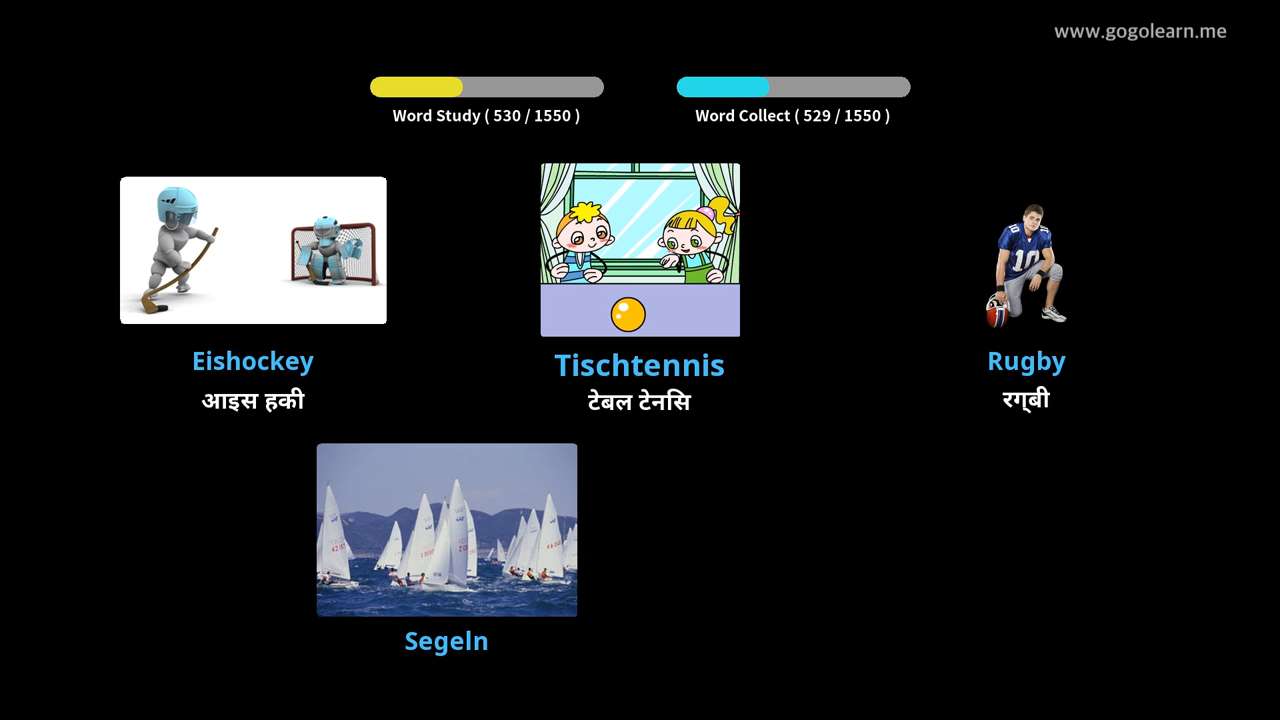 www.gogolearn.me
Word Study ( 530 / 1550 )
Word Collect ( 529 / 1550 )
Eishockey
आइस हकी
Tischtennis
टेबल टेनसि
Rugby
रग्‌बी
Segeln